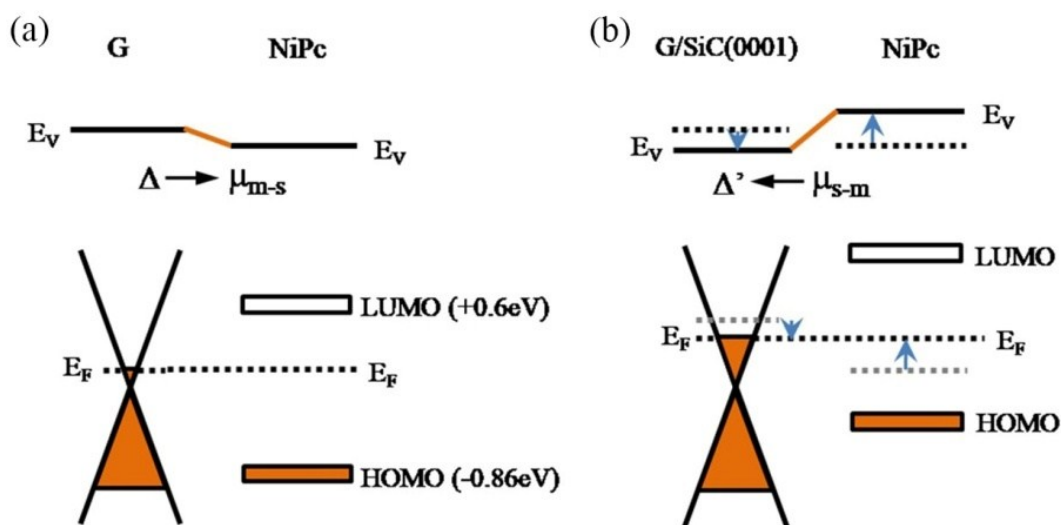 (a)
G NiPc
E_V E_V
Δ → μ_m-s
LUMO (+0.6eV)
E_F E_F
HOMO (-0.86eV)
(b)
G/SiC(0001) NiPc
E_V E_V
Δ’ ← μ_s-m
LUMO
E_F E_F
HOMO